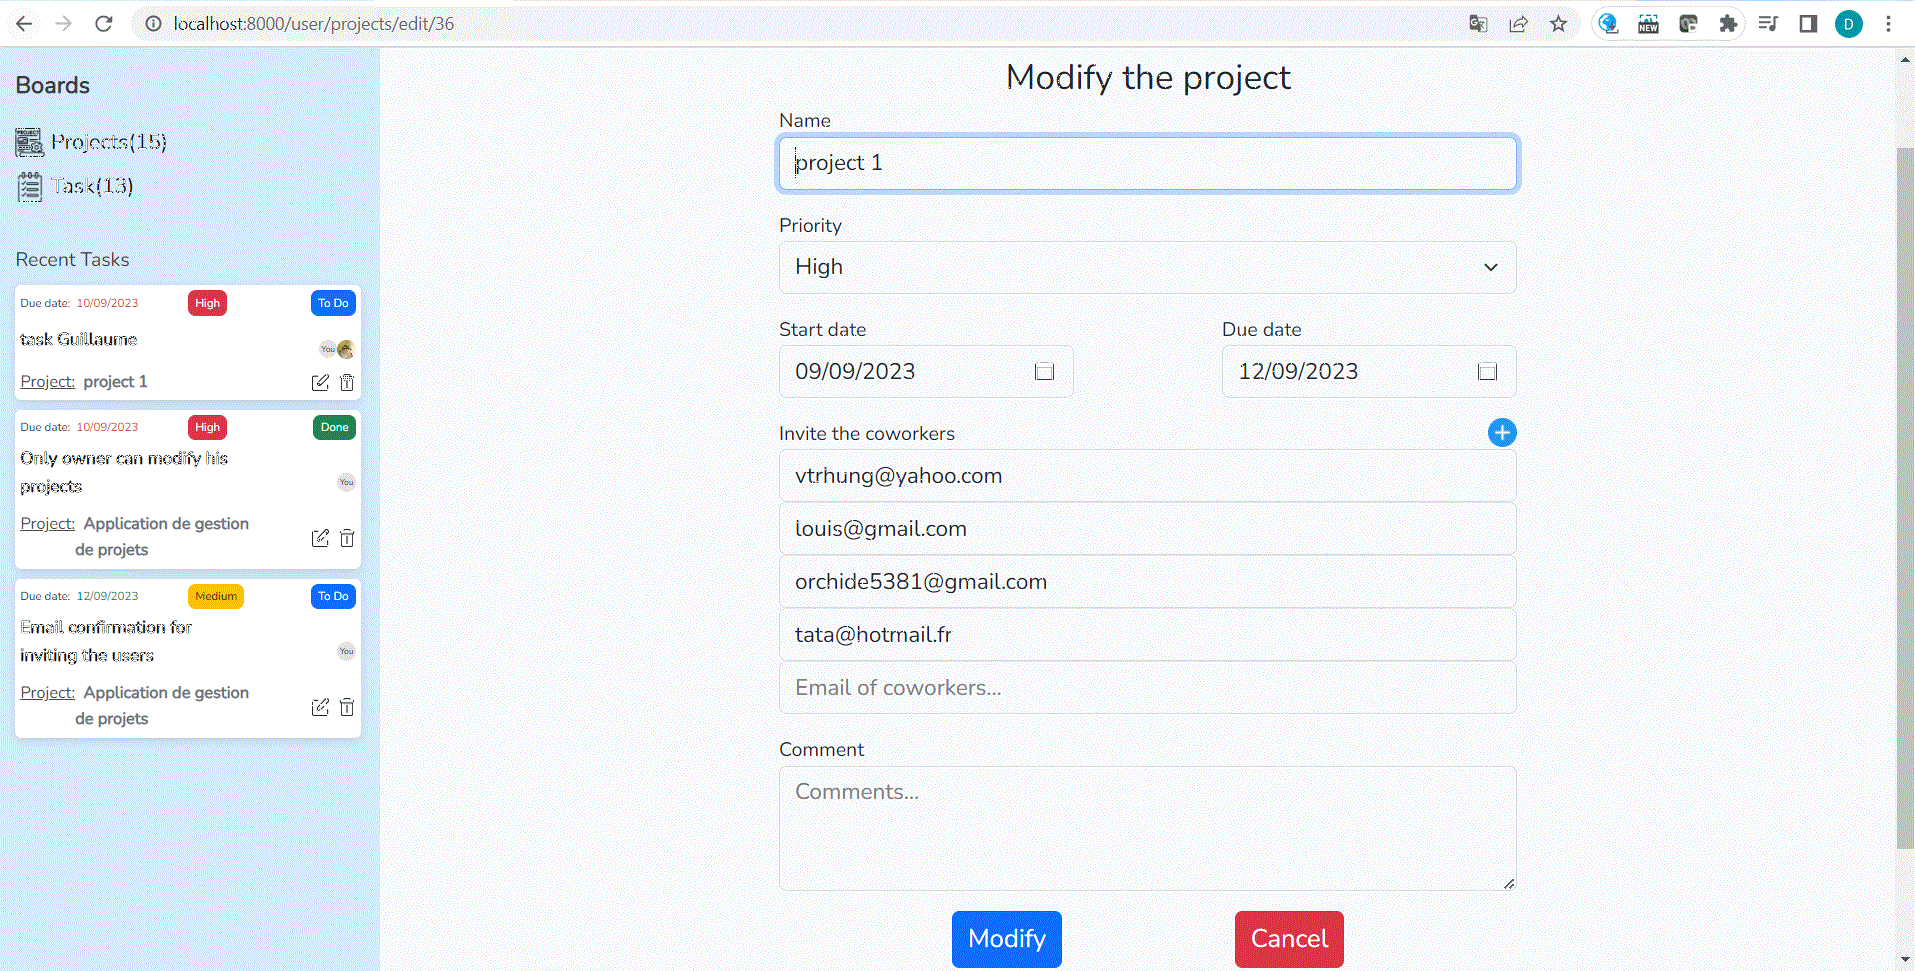 localhost:8000/user/projects/edit/36
NEW
D
Boards
Projects(15)
Task(13)
Recent Tasks
Due date: 10/09/2023 High To Do
task Guillaume
You
Project: project 1
Due date: 10/09/2023 High Done
Only owner can modify his
projects
You
Project: Application de gestion
de projets
Due date: 12/09/2023 Medium To Do
Email confirmation for
inviting the users
You
Project: Application de gestion
de projets
Modify the project
Name
project 1
Priority
High
Start date Due date
09/09/2023 12/09/2023
Invite the coworkers
vtrhung@yahoo.com
louis@gmail.com
orchide5381@gmail.com
tata@hotmail.fr
Email of coworkers...
Comment
Comments...
Modify Cancel